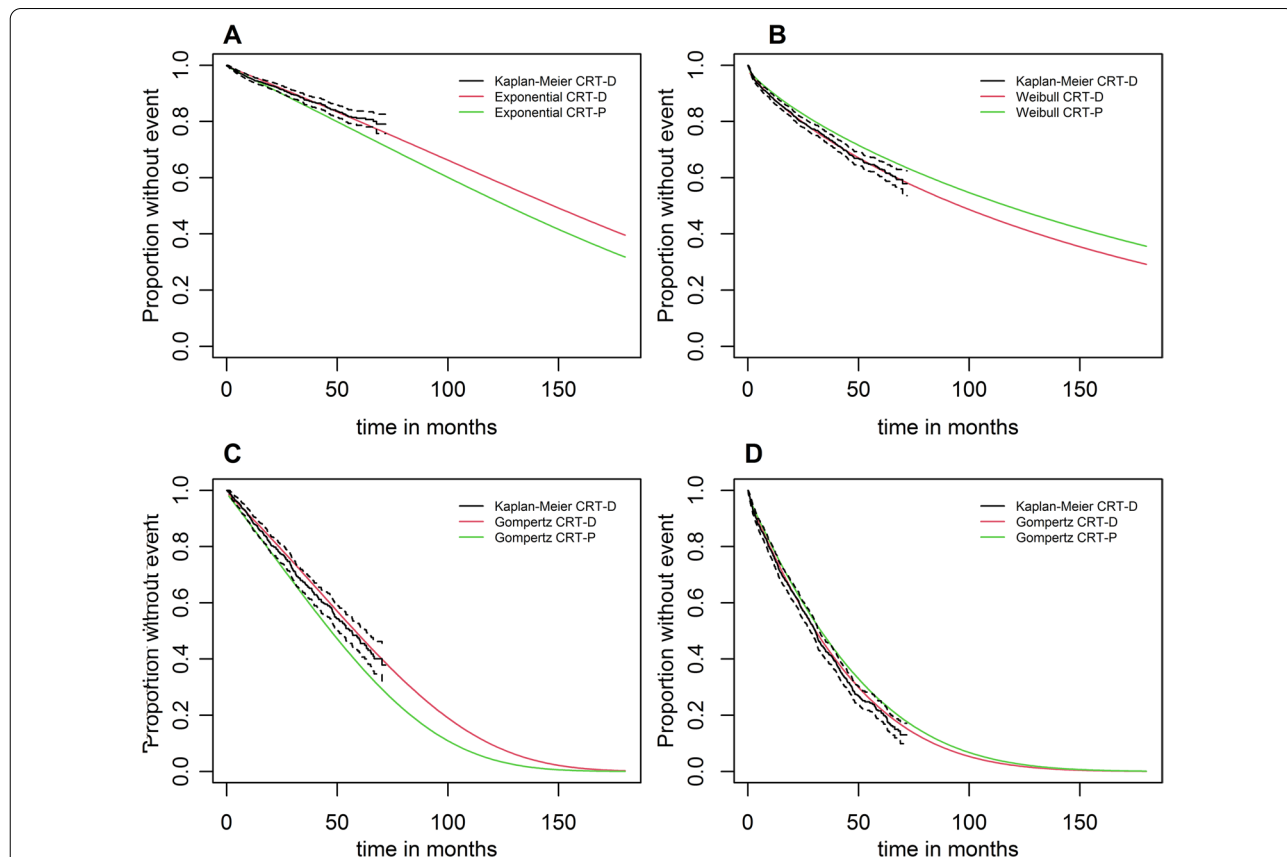 A
Proportion without event
0.0 0.2 0.4 0.6 0.8 1.0
Kaplan-Meier CRT-D
Exponential CRT-D
Exponential CRT-P
0 50 100 150
time in months
B
Proportion without event
0.0 0.2 0.4 0.6 0.8 1.0
Kaplan-Meier CRT-D
Weibull CRT-D
Weibull CRT-P
0 50 100 150
time in months
C
Proportion without event
0.0 0.2 0.4 0.6 0.8 1.0
Kaplan-Meier CRT-D
Gompertz CRT-D
Gompertz CRT-P
0 50 100 150
time in months
D
Proportion without event
0.0 0.2 0.4 0.6 0.8 1.0
Kaplan-Meier CRT-D
Gompertz CRT-D
Gompertz CRT-P
0 50 100 150
time in months